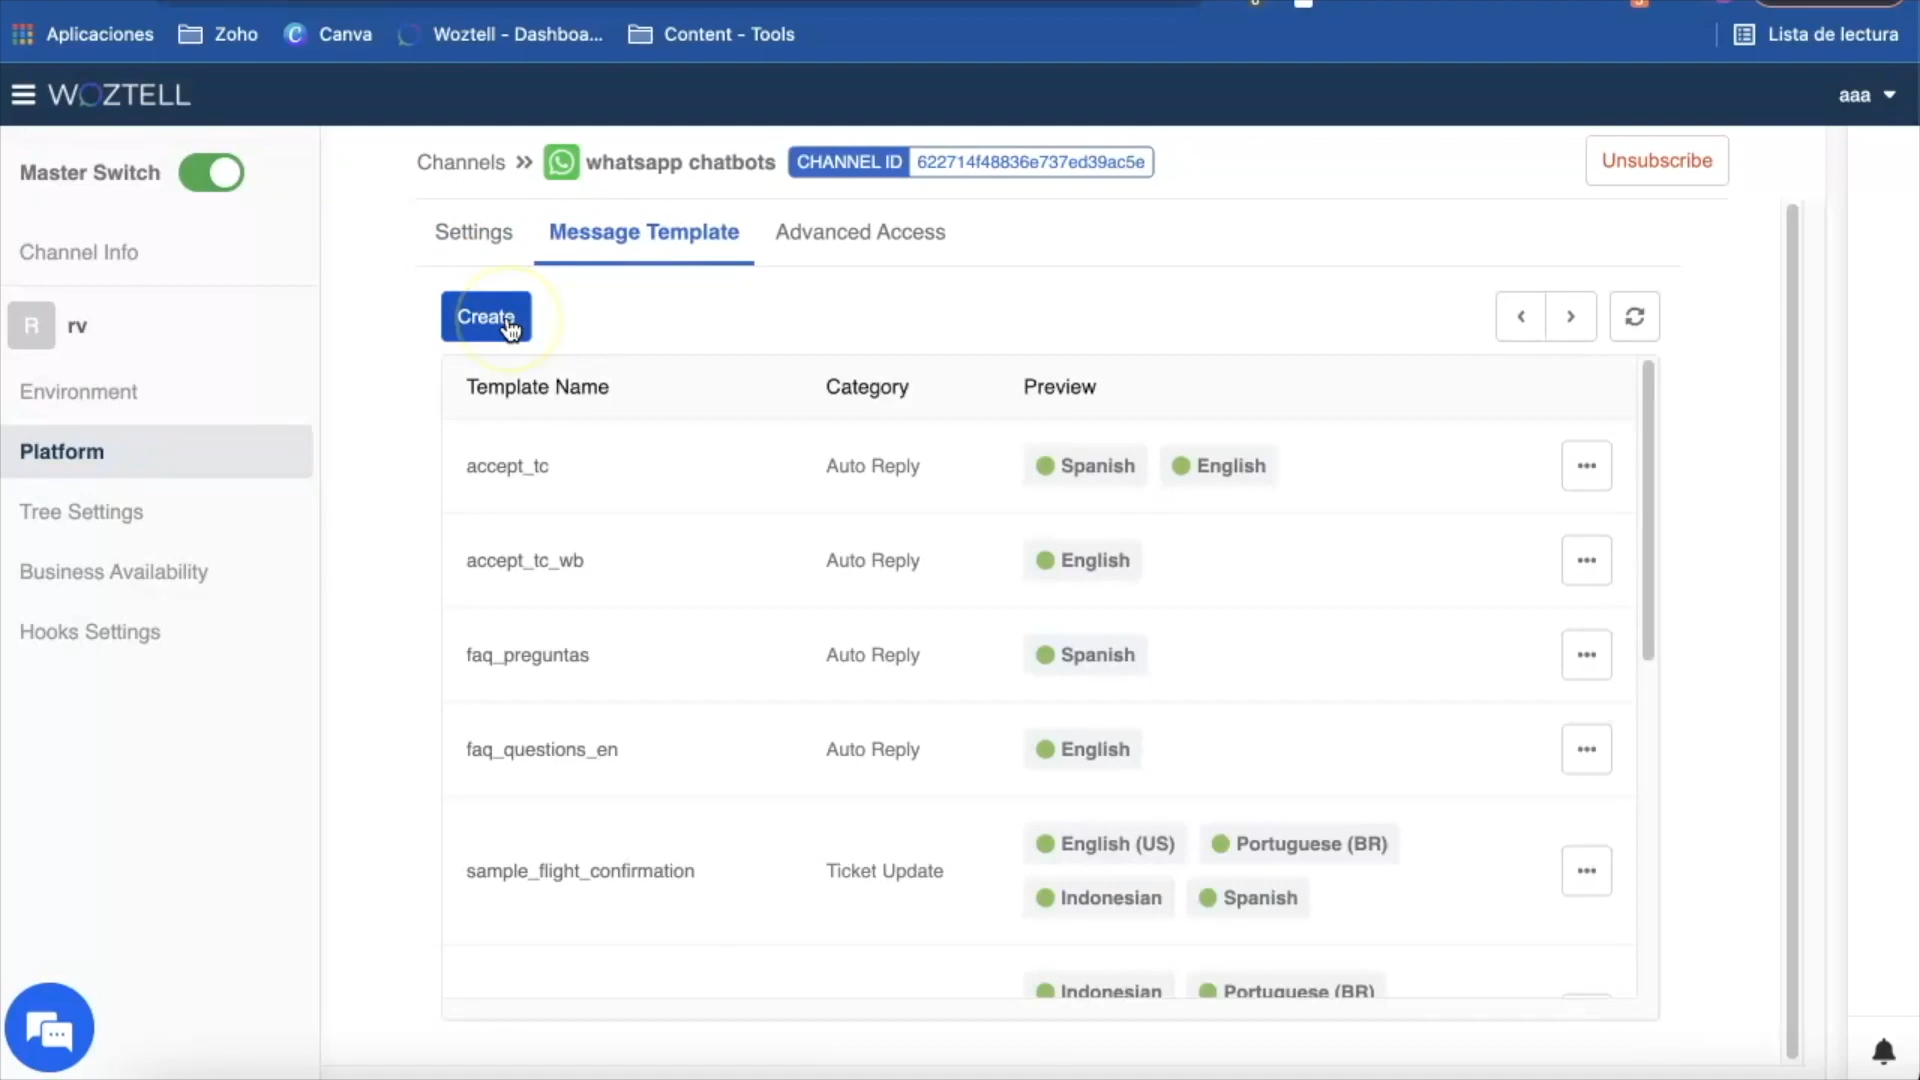 Aplicaciones Zoho Canva Woztell - Dashboa... Content - Tools Lista de lectura
WOZTELL aaa
Master Switch
Channels » whatsapp chatbots CHANNEL ID 622714f48836e737ed39ac5e Unsubscribe
Settings Message Template Advanced Access
Channel Info
R rv
Create
Environment
Template Name Category Preview
Platform
accept_tc Auto Reply Spanish English
Tree Settings
accept_tc_wb Auto Reply English
Business Availability
Hooks Settings
faq_preguntas Auto Reply Spanish
faq_questions_en Auto Reply English
English (US) Portuguese (BR)
sample_flight_confirmation Ticket Update
Indonesian Spanish
Indonesian Portuguese (BR)